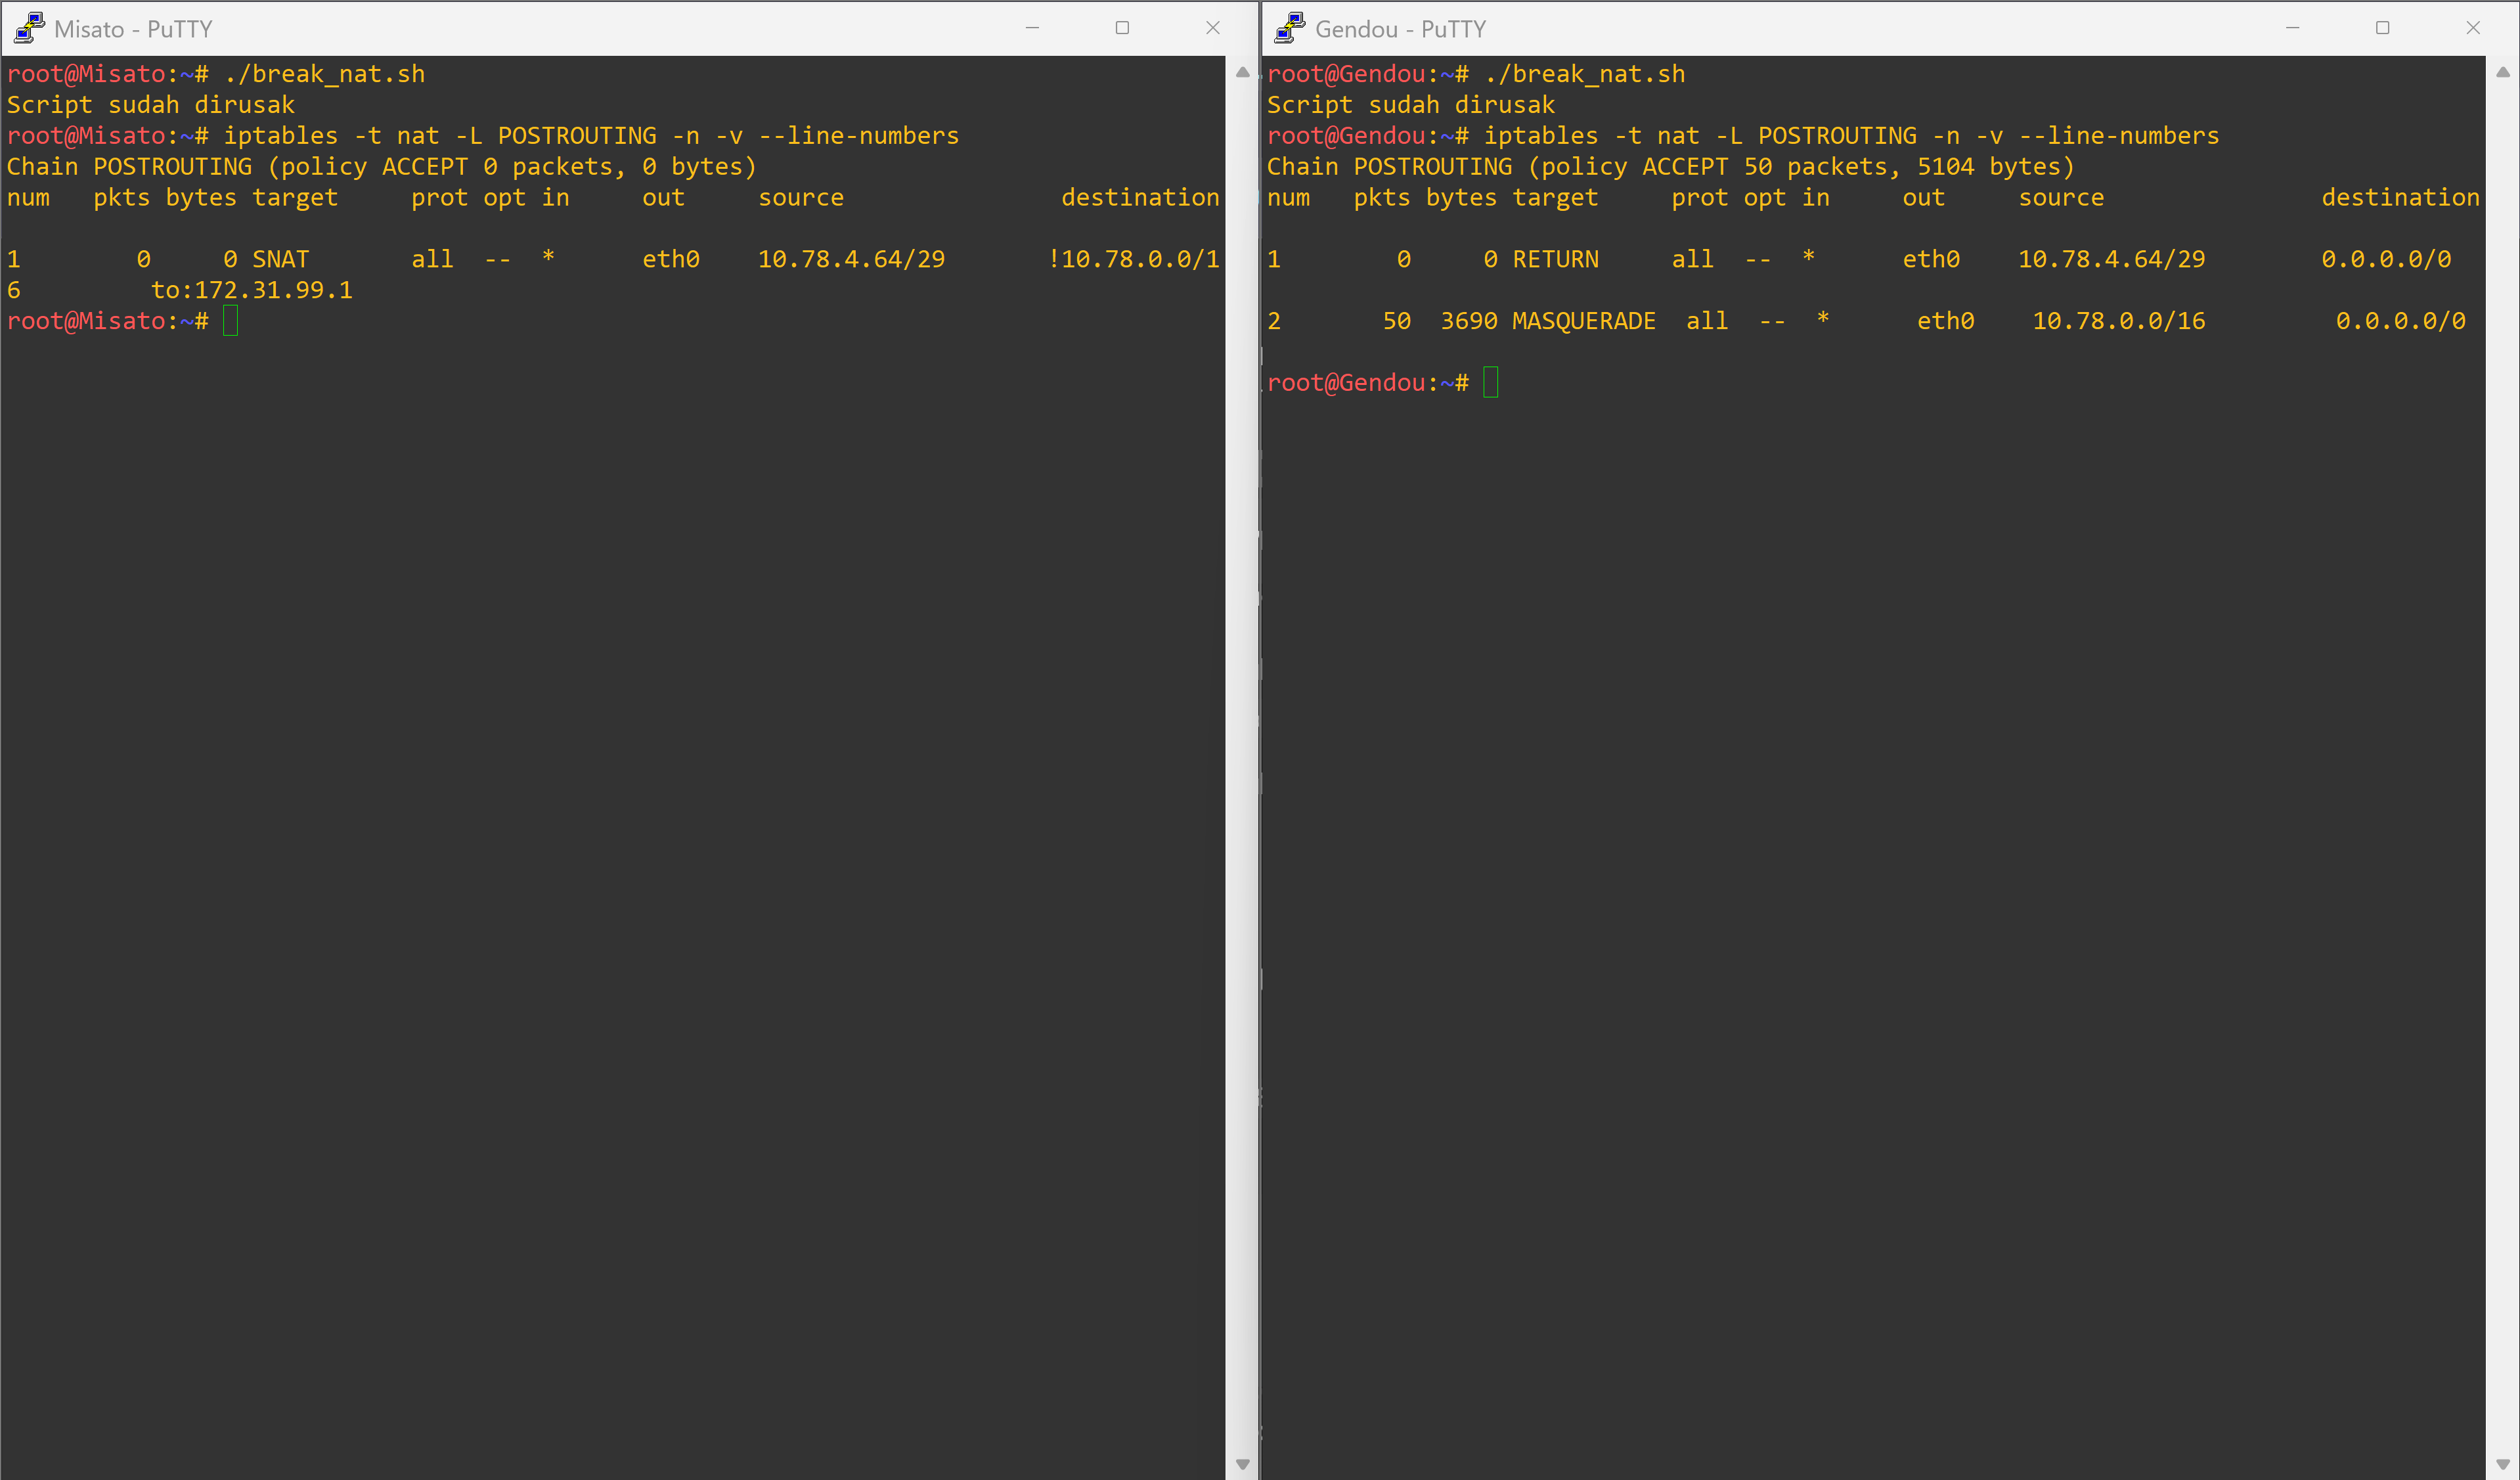 Misato - PuTTY
root@Misato:~# ./break_nat.sh
Script sudah dirusak
root@Misato:~# iptables -t nat -L POSTROUTING -n -v --line-numbers
Chain POSTROUTING (policy ACCEPT 0 packets, 0 bytes)
num   pkts bytes target     prot opt in     out     source               destination
1        0     0 SNAT       all  --  *      eth0    10.78.4.64/29       !10.78.0.0/1
6          to:172.31.99.1
root@Misato:~#
Gendou - PuTTY
root@Gendou:~# ./break_nat.sh
Script sudah dirusak
root@Gendou:~# iptables -t nat -L POSTROUTING -n -v --line-numbers
Chain POSTROUTING (policy ACCEPT 50 packets, 5104 bytes)
num   pkts bytes target     prot opt in     out     source               destination
1        0     0 RETURN     all  --  *      eth0    10.78.4.64/29        0.0.0.0/0
2       50  3690 MASQUERADE  all  --  *      eth0    10.78.0.0/16         0.0.0.0/0
root@Gendou:~#